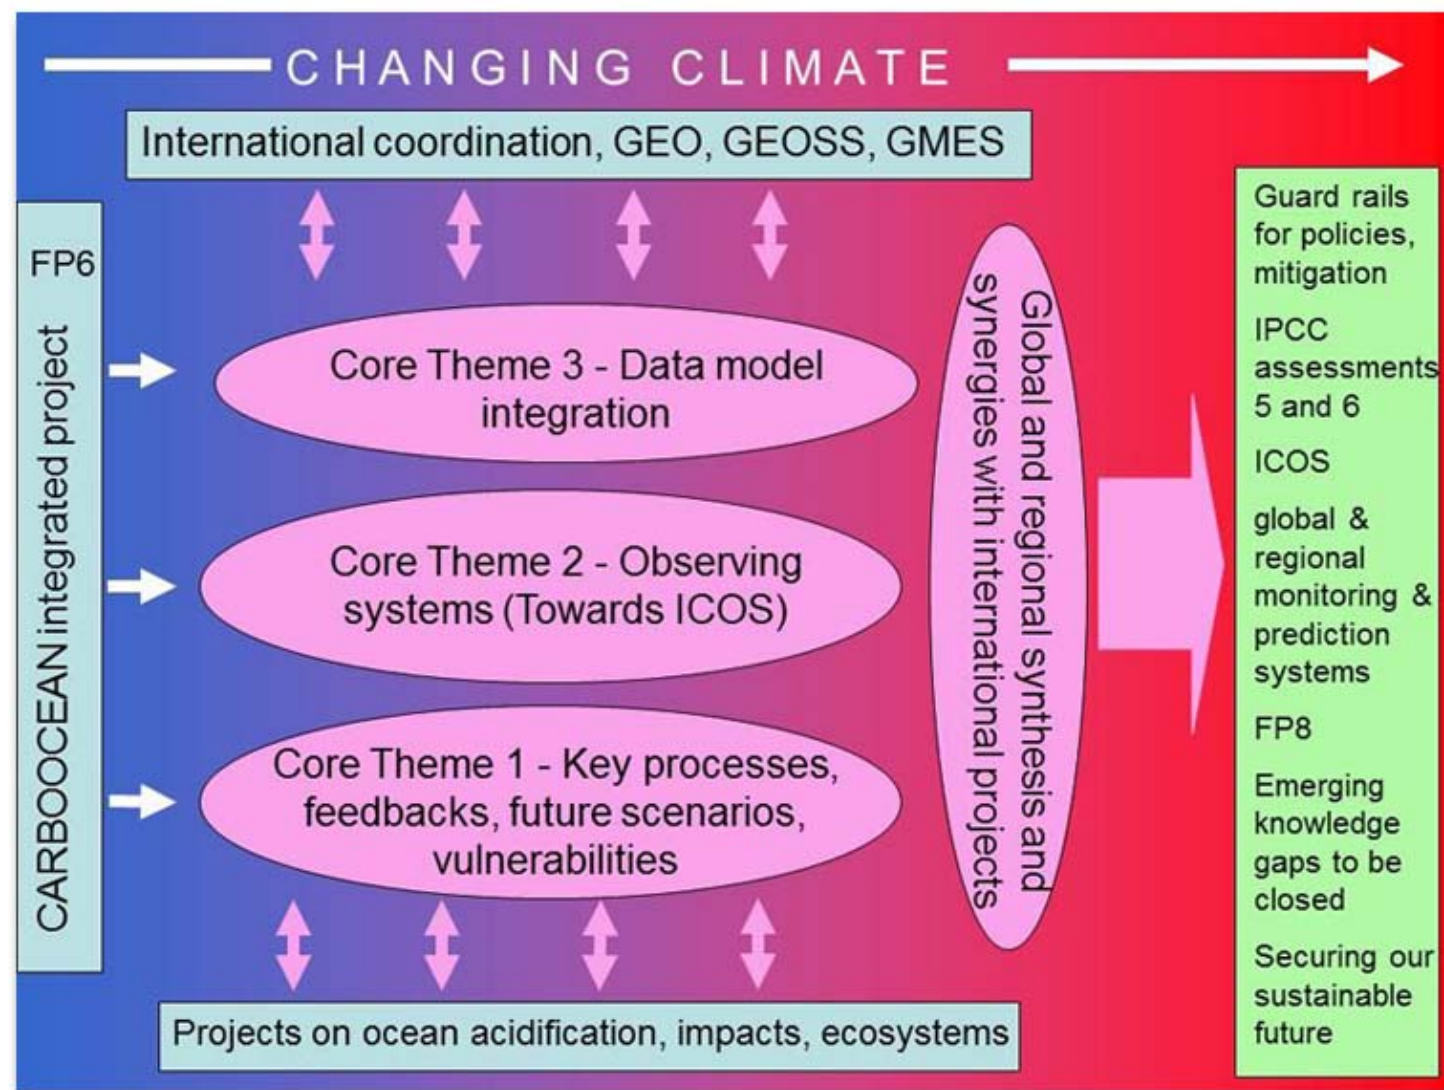 CHANGING CLIMATE
International coordination, GEO, GEOSS, GMES
FP6
CARBOOCEAN integrated project
Core Theme 3 - Data model
integration
Core Theme 2 - Observing
systems (Towards ICOS)
Core Theme 1 - Key processes,
feedbacks, future scenarios,
vulnerabilities
Projects on ocean acidification, impacts, ecosystems
Global and regional synthesis and
synergies with international projects
Guard rails
for policies,
mitigation
IPCC
assessments
5 and 6
ICOS
global &
regional
monitoring &
prediction
systems
FP8
Emerging
knowledge
gaps to be
closed
Securing our
sustainable
future